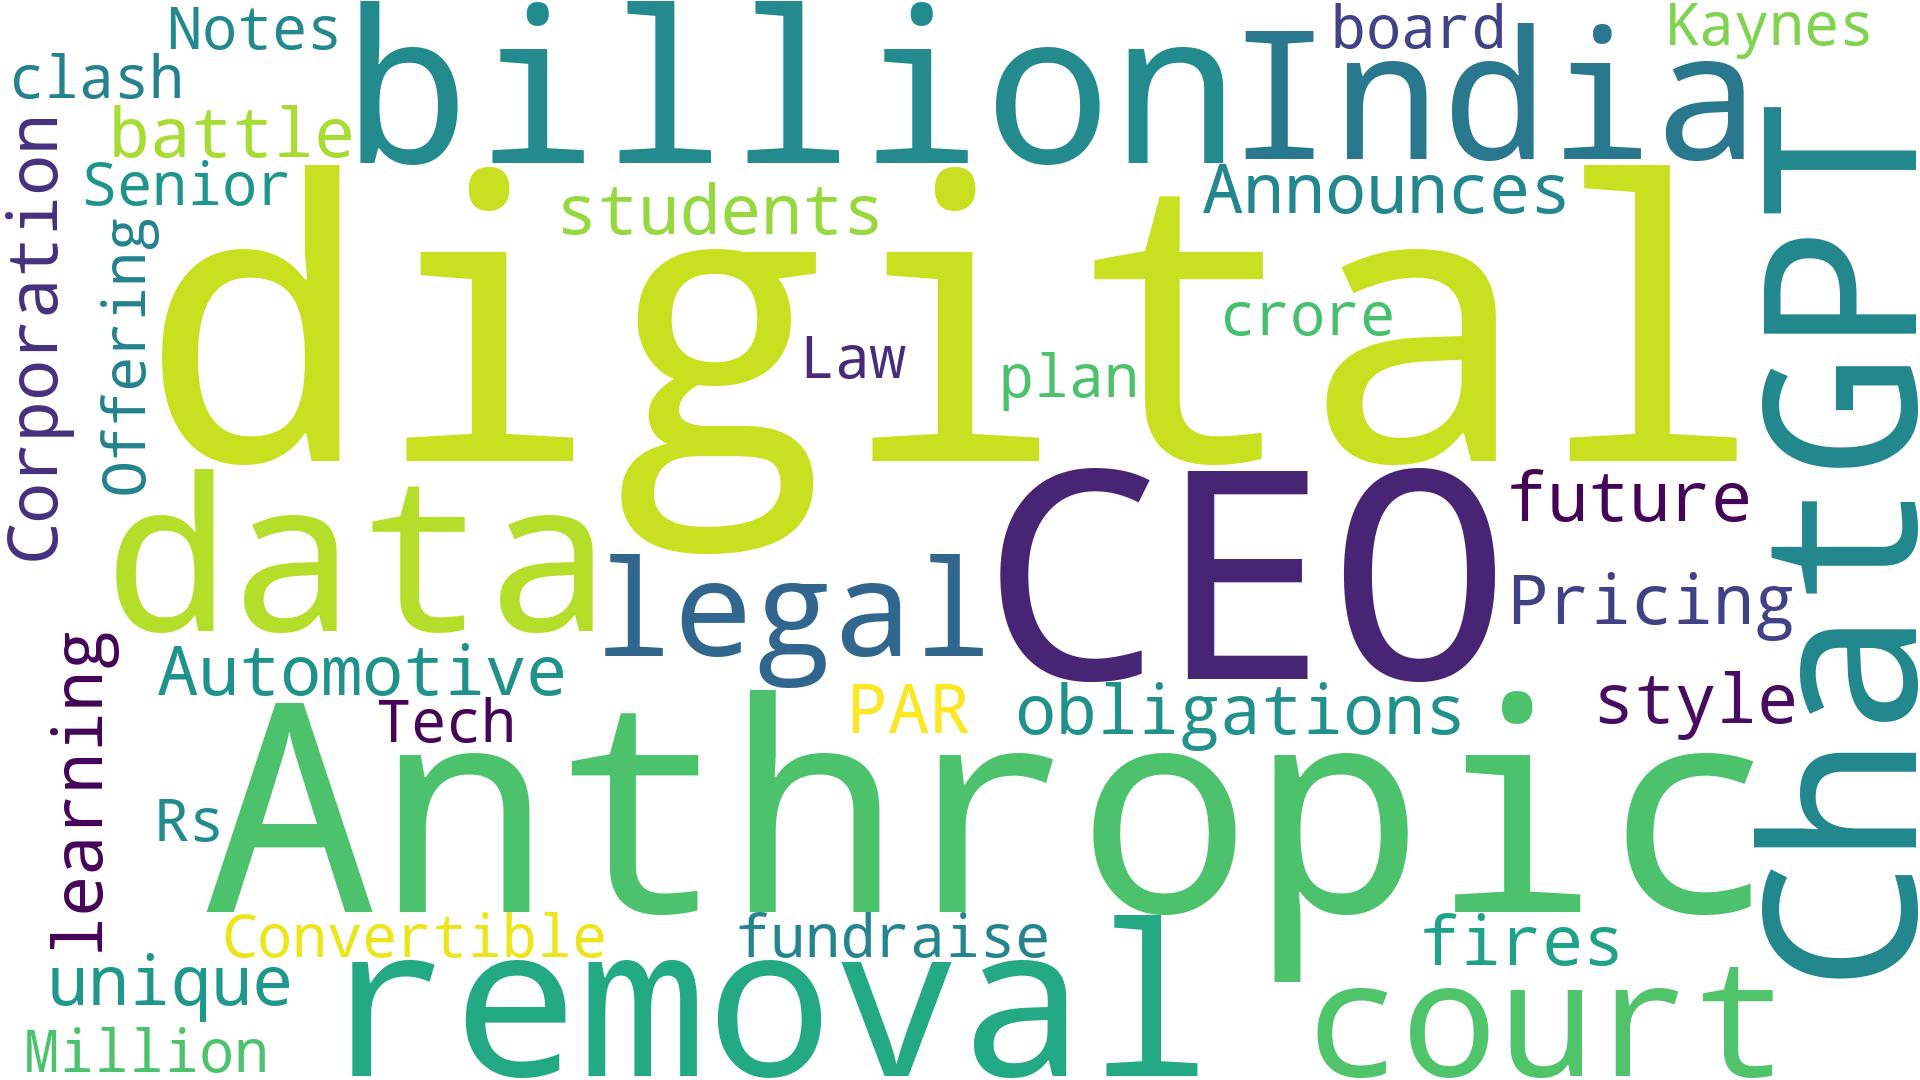 Notes
billion
India
board
Kaynes
clash
battle
Senior
students
Announces
Corporation
Offering
digital
ChatGPT
crore
Law
plan
data
CEO
future
legal
Pricing
learning
Automotive
Tech
PAR
obligations
style
Anthropic
Rs
Convertible
fundraise
fires
unique
removal
court
Million